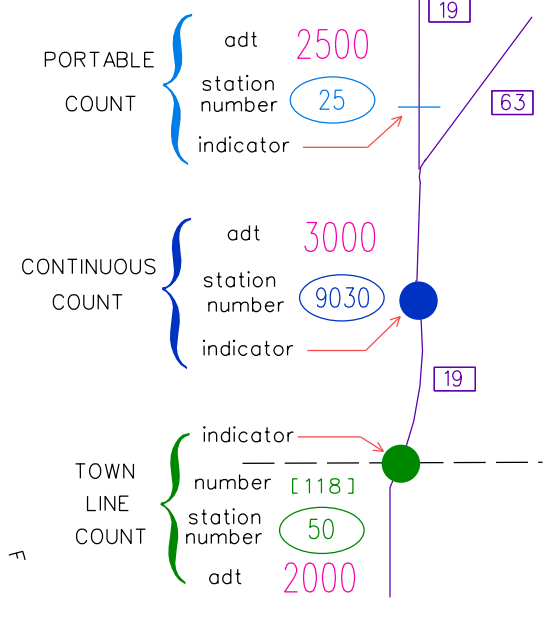 19
adt 2500
PORTABLE COUNT
station number 25
63
indicator
adt 3000
CONTINUOUS COUNT
station number 9030
indicator
19
indicator
TOWN LINE COUNT
number [118]
station number 50
adt 2000
F